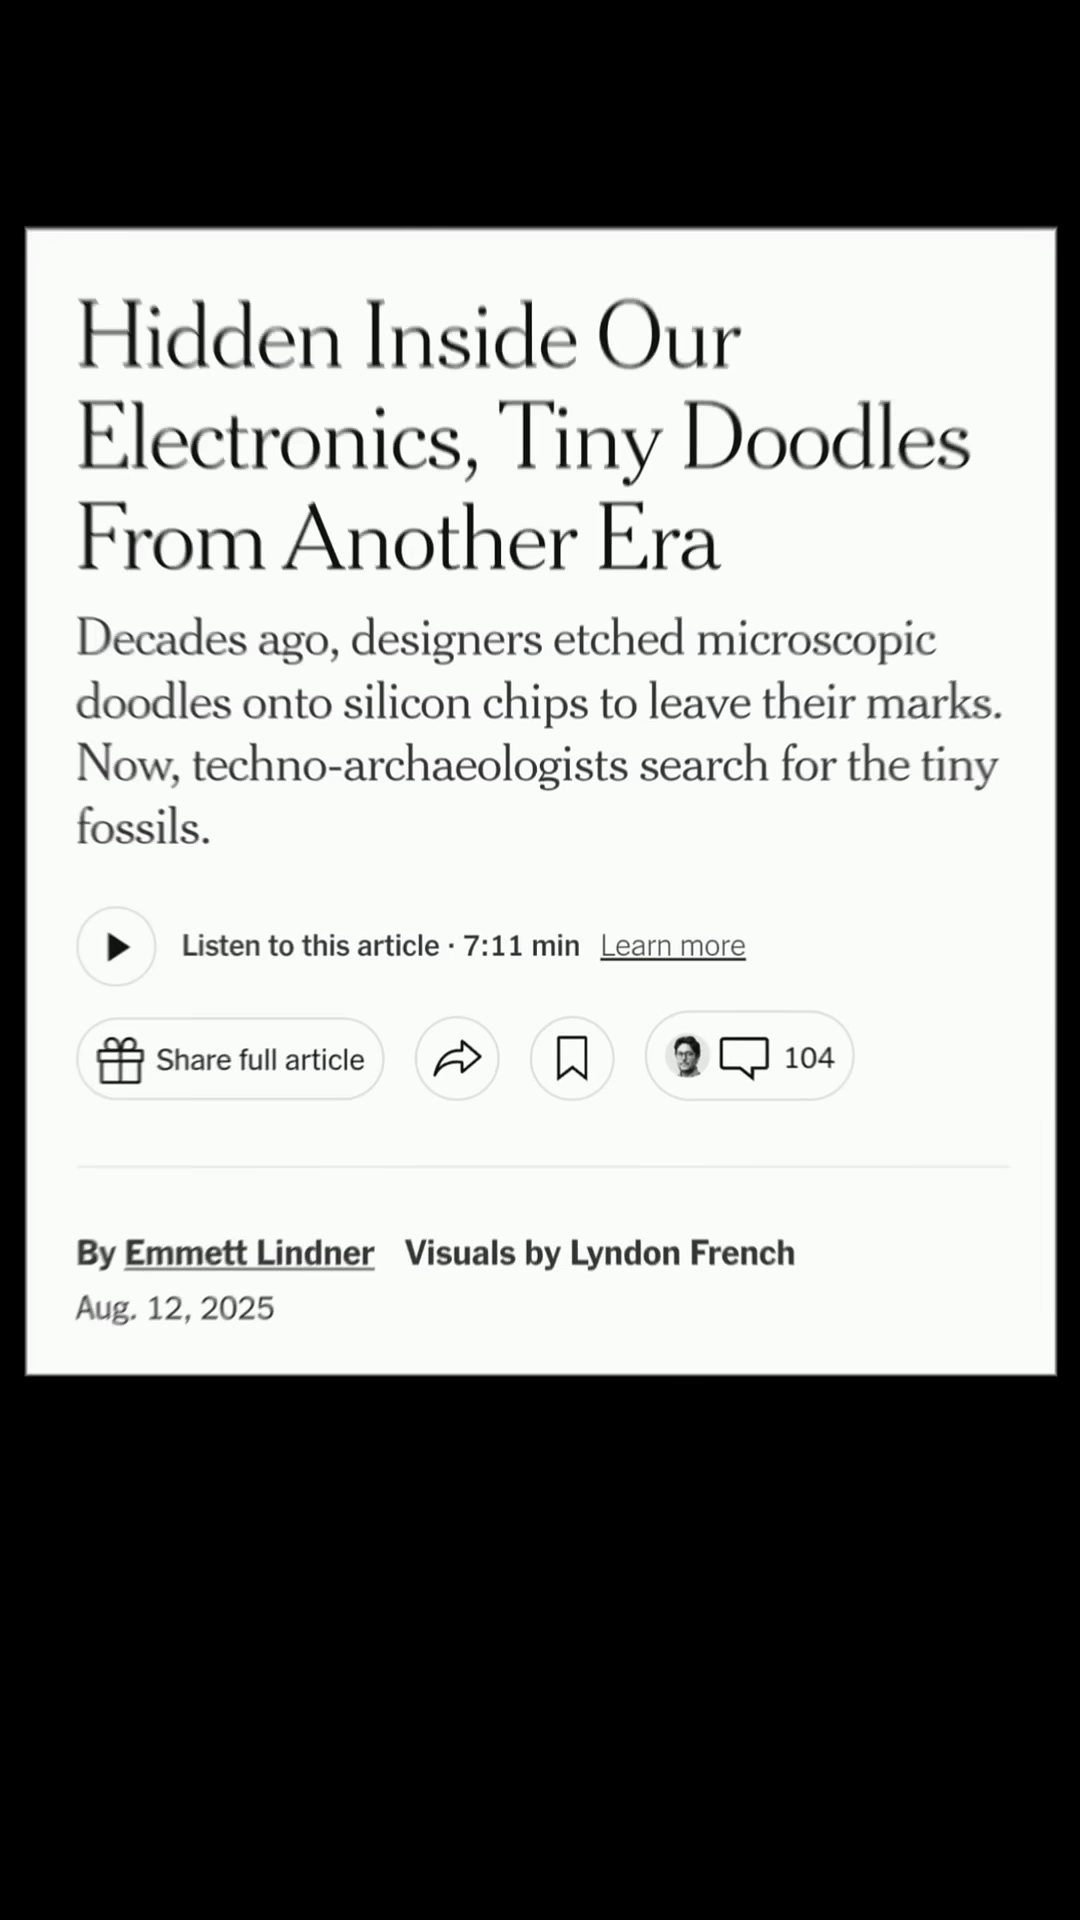 Hidden Inside Our
Electronics, Tiny Doodles
From Another Era
Decades ago, designers etched microscopic
doodles onto silicon chips to leave their marks.
Now, techno-archaeologists search for the tiny
fossils.
Listen to this article · 7:11 min Learn more
Share full article 104
By Emmett Lindner Visuals by Lyndon French
Aug. 12, 2025